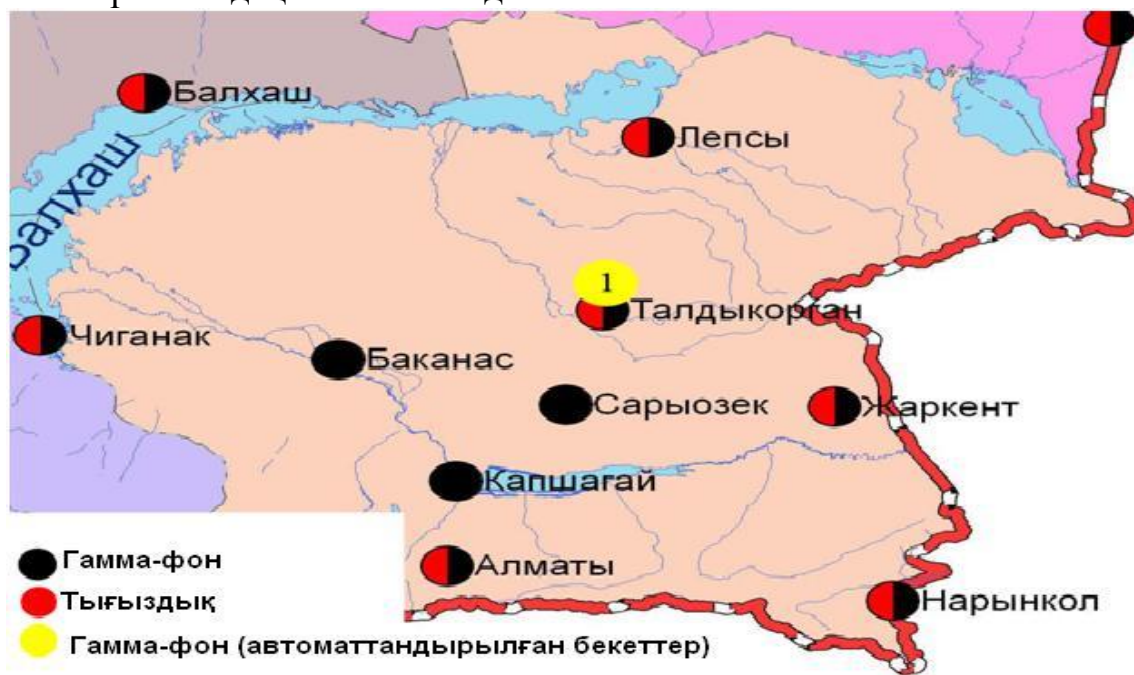 Балхаш
Балхаш
Лепсы
1
Талдыкорган
Чиганак
Баканас
Сарыозек
Жаркент
Капшагай
Алматы
Нарынкол
Гамма-фон
Тығыздық
Гамма-фон (автоматтандырылған бекеттер)